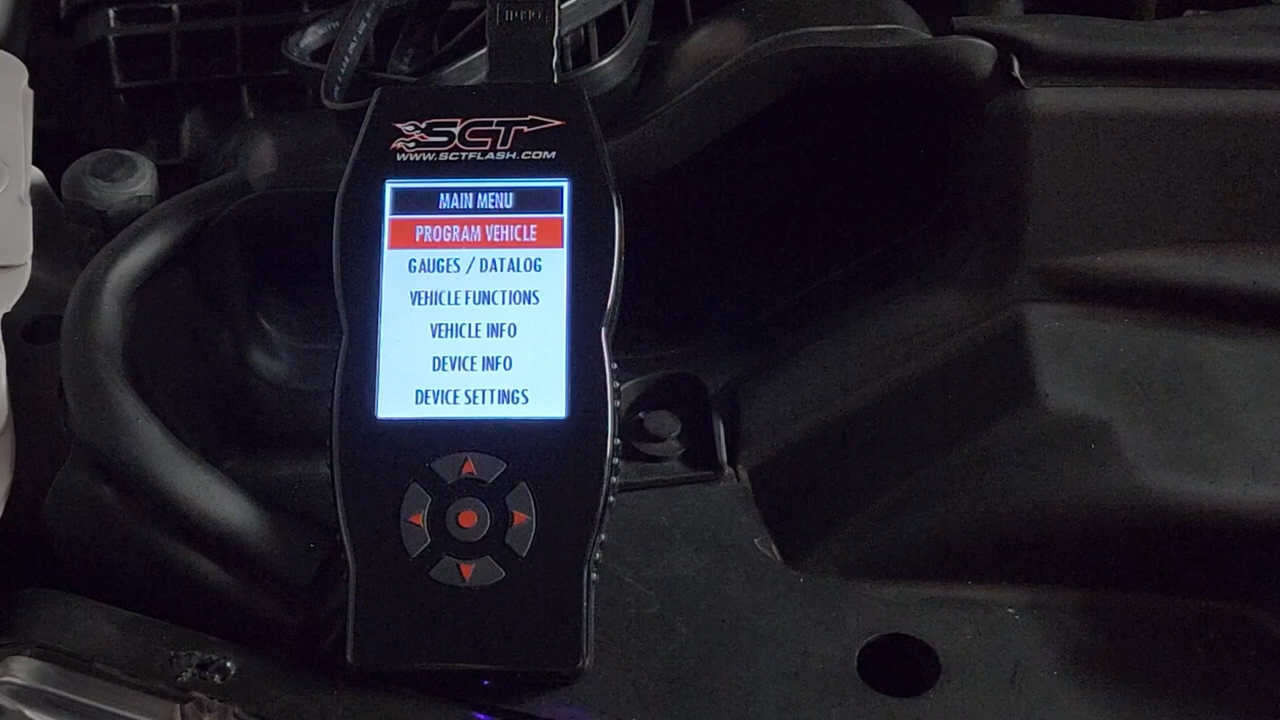 SCT
WWW.SCTFLASH.COM
MAIN MENU
PROGRAM VEHICLE
GAUGES / DATALOG
VEHICLE FUNCTIONS
VEHICLE INFO
DEVICE INFO
DEVICE SETTINGS